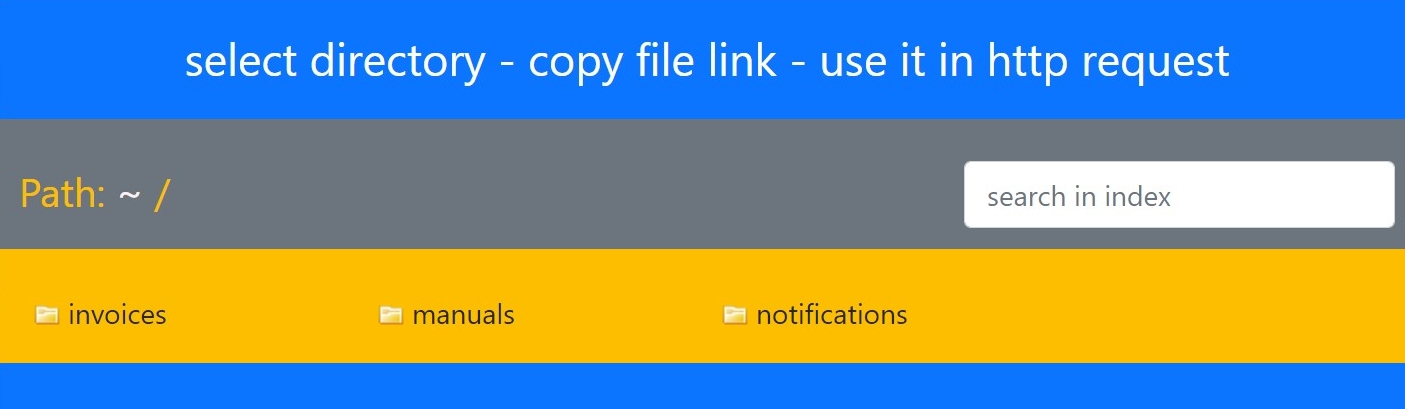 select directory - copy file link - use it in http request
Path: ~ /
search in index
invoices
manuals
notifications